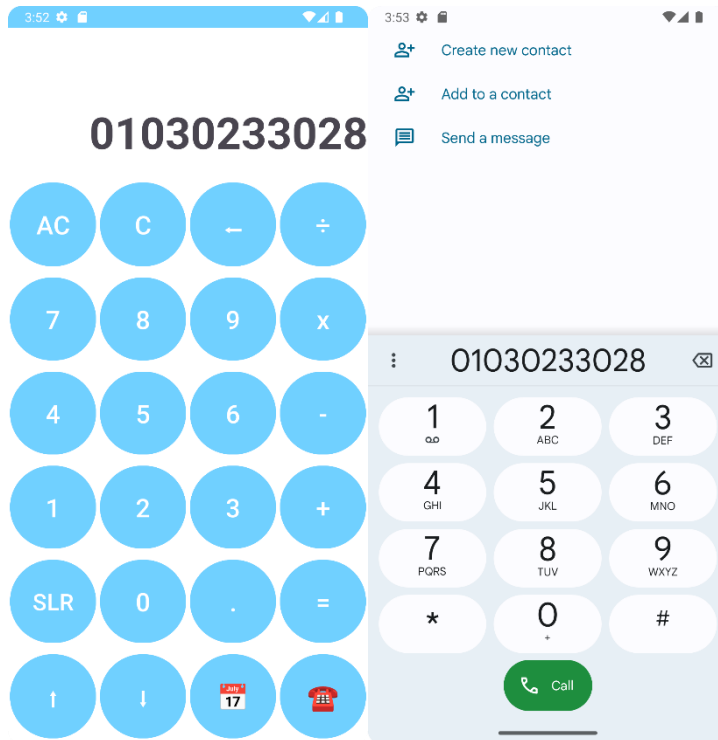 3:52
01030233028
AC C ← ÷
7 8 9 x
4 5 6 -
1 2 3 +
SLR 0 . =
↑ ↓ July 17
3:53
Create new contact
Add to a contact
Send a message
01030233028
1 2 3
ABC DEF
4 5 6
GHI JKL MNO
7 8 9
PQRS TUV WXYZ
* 0 #
+
Call